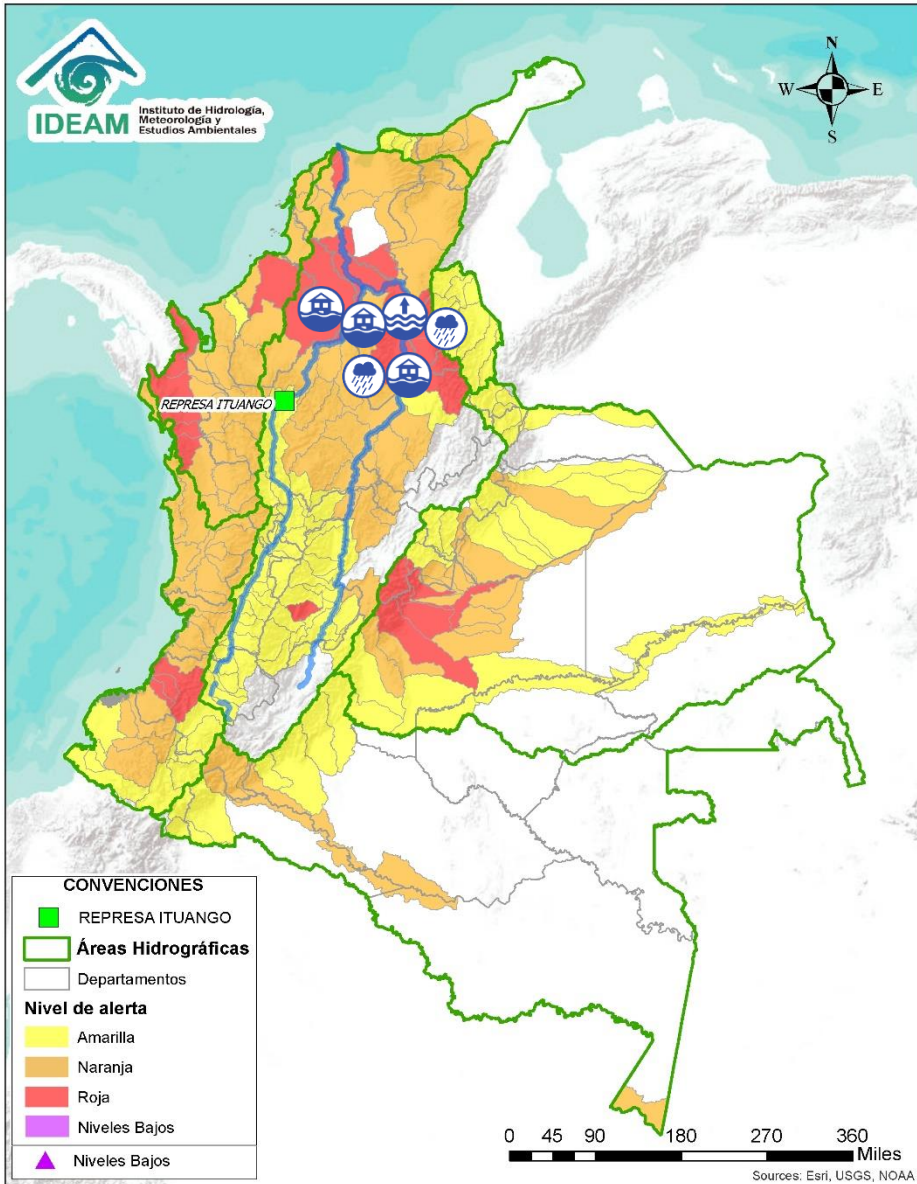 IDEAM
Instituto de Hidrología,
Meteorología y
Estudios Ambientales
N
W
E
S
REPRESA ITUANGO
CONVENCIONES
REPRESA ITUANGO
Áreas Hidrográficas
Departamentos
Nivel de alerta
Amarilla
Naranja
Roja
Niveles Bajos
Niveles Bajos
0 45 90 180 270 360
Miles
Sources: Esri, USGS, NOAA